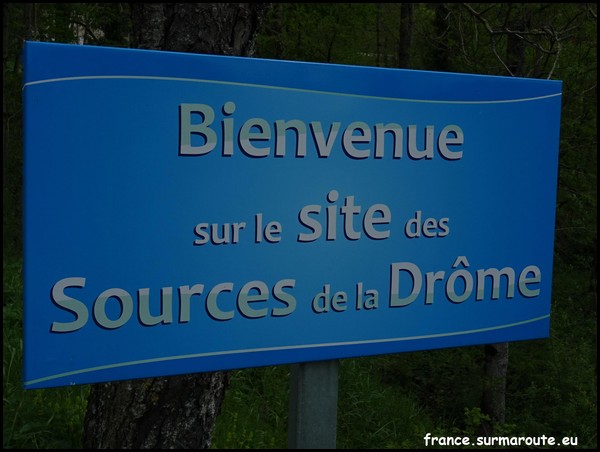 Bienvenue
sur le site des
Sources de la Drôme
france.surmaroute.eu